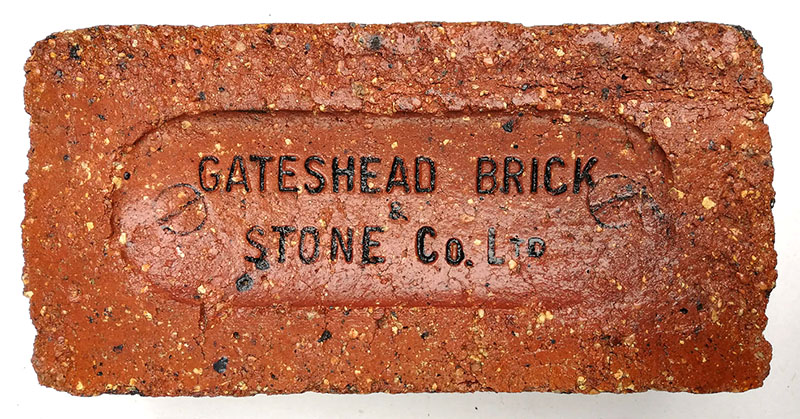 GATESHEAD BRICK
&
STONE Co. LTD